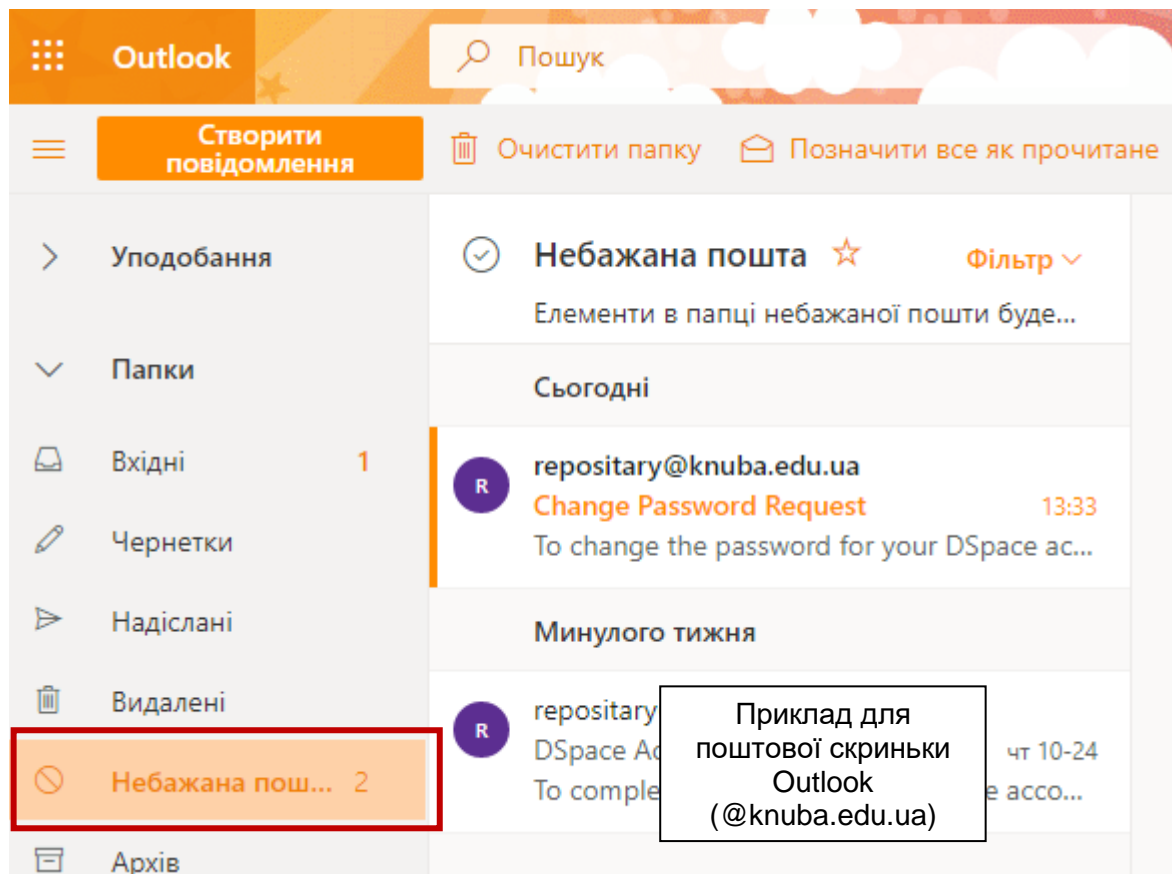 Outlook
Пошук
Створити
повідомлення
Очистити папку
Позначити все як прочитане
Уподобання
Небажана пошта
Фільтр
Елементи в папці небажаної пошти буде...
Папки
Сьогодні
Вхідні 1
R
repositary@knuba.edu.ua
Change Password Request 13:33
To change the password for your DSpace ac...
Чернетки
Надіслані
Минулого тижня
Видалені
R
repositary
DSpace Ac
чт 10-24
To comple
e acco...
Приклад для
поштової скриньки
Outlook
(@knuba.edu.ua)
Небажана пош... 2
Архів